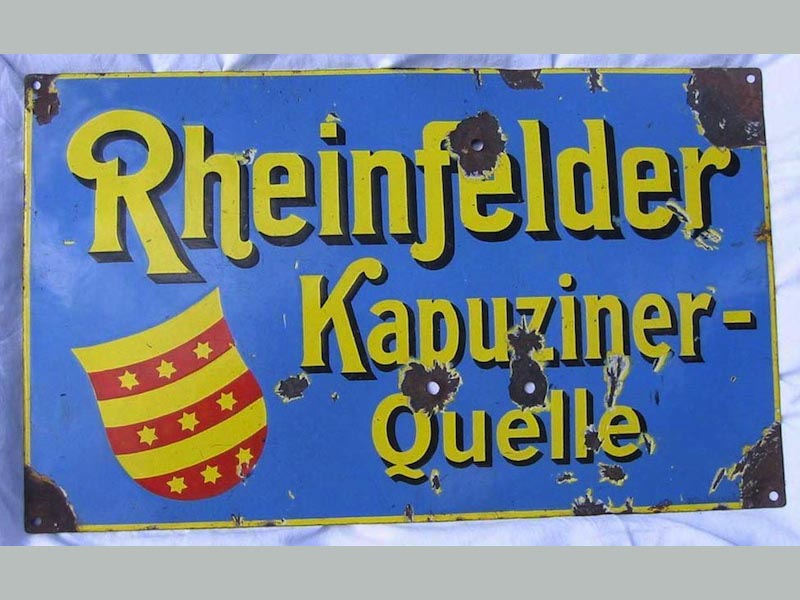 Rheinfelder
Kapuziner-
Quelle